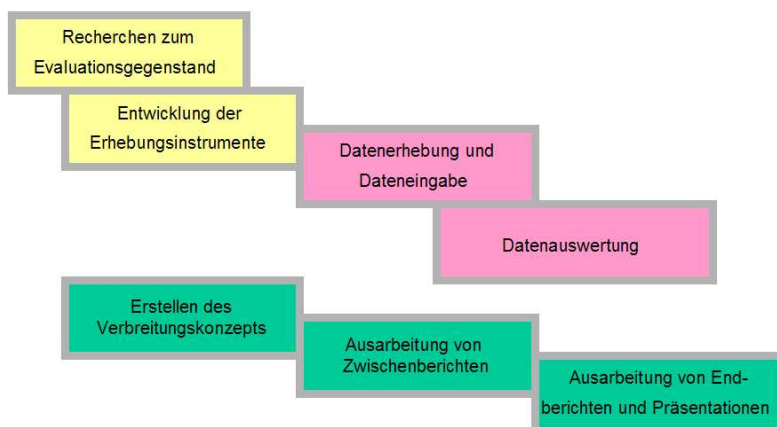 Recherchen zum
Evaluationsgegenstand
Entwicklung der
Erhebungsinstrumente
Datenerhebung und
Dateneingabe
Datenauswertung
Erstellen des
Verbreitungskonzepts
Ausarbeitung von
Zwischenberichten
Ausarbeitung von End-
berichten und Präsentationen